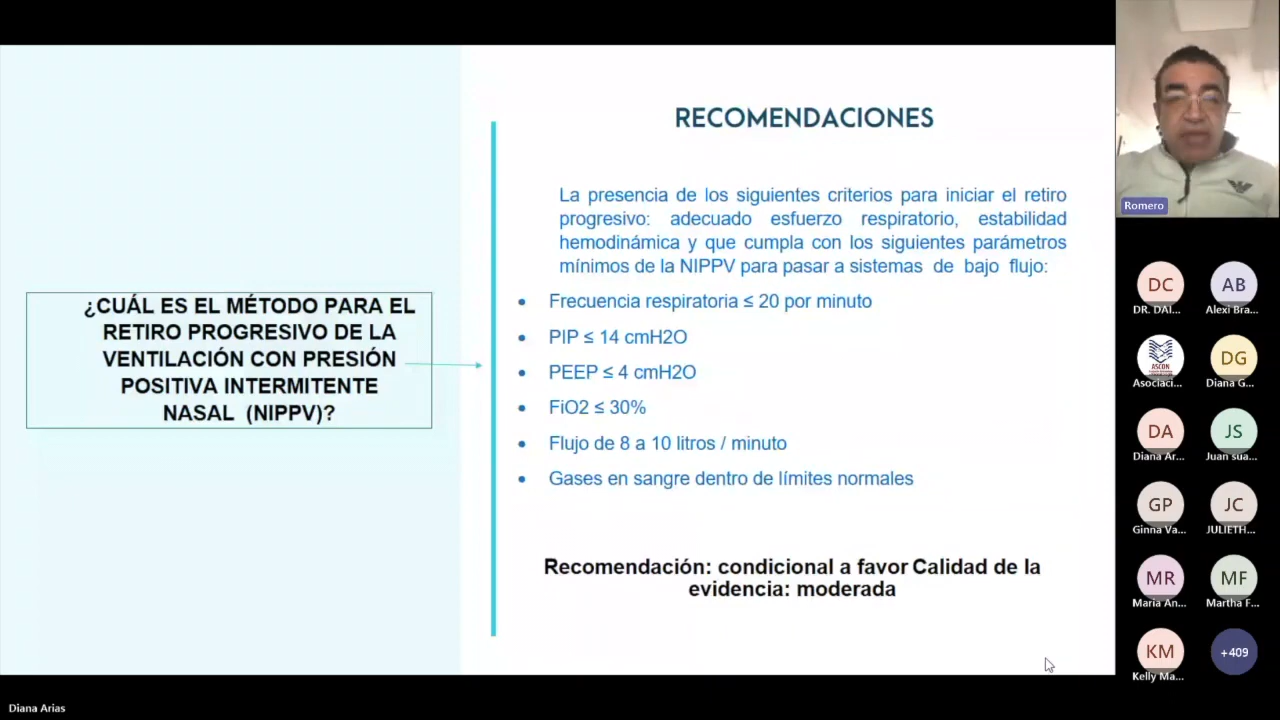 RECOMENDACIONES
La presencia de los siguientes criterios para iniciar el retiro
progresivo: adecuado esfuerzo respiratorio, estabilidad
hemodinámica y que cumpla con los siguientes parámetros
mínimos de la NIPPV para pasar a sistemas de bajo flujo:
• Frecuencia respiratoria ≤ 20 por minuto
• PIP ≤ 14 cmH2O
• PEEP ≤ 4 cmH2O
• FiO2 ≤ 30%
• Flujo de 8 a 10 litros / minuto
• Gases en sangre dentro de límites normales
Recomendación: condicional a favor Calidad de la
evidencia: moderada
¿CUÁL ES EL MÉTODO PARA EL
RETIRO PROGRESIVO DE LA
VENTILACIÓN CON PRESIÓN
POSITIVA INTERMITENTE
NASAL (NIPPV)?
Romero
DC
DR. DAI...
AB
Alexi Bra...
ASCON
Asociaci...
DG
Diana G...
DA
Diana Ar...
JS
Juan sua...
GP
Ginna Va...
JC
JULIETH...
MR
Maria An...
MF
Martha F...
KM
Kelly Ma...
+409
Diana Arias